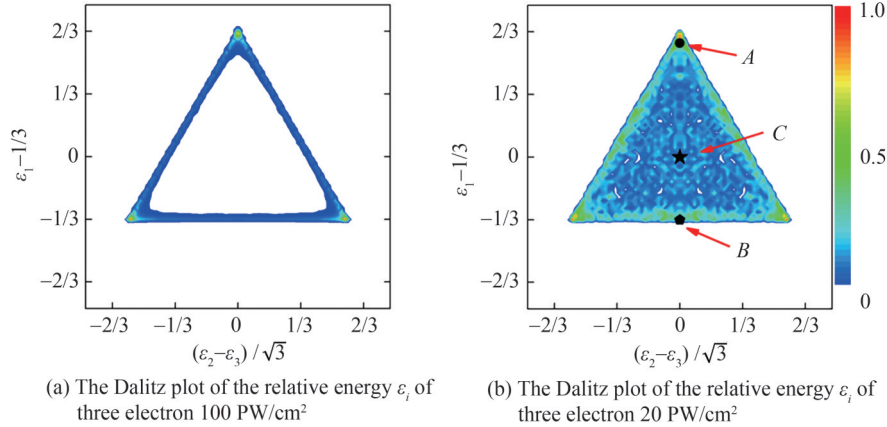 2/3
1/3
0
−1/3
−2/3
ε₁−1/3
−2/3 −1/3 0 1/3 2/3
(ε₂−ε₃) /√3
(a) The Dalitz plot of the relative energy εᵢ of
three electron 100 PW/cm²
2/3
1/3
0
−1/3
−2/3
ε₁−1/3
A
C
B
−2/3 −1/3 0 1/3 2/3
(ε₂−ε₃) /√3
1.0
0.5
0
(b) The Dalitz plot of the relative energy εᵢ of
three electron 20 PW/cm²